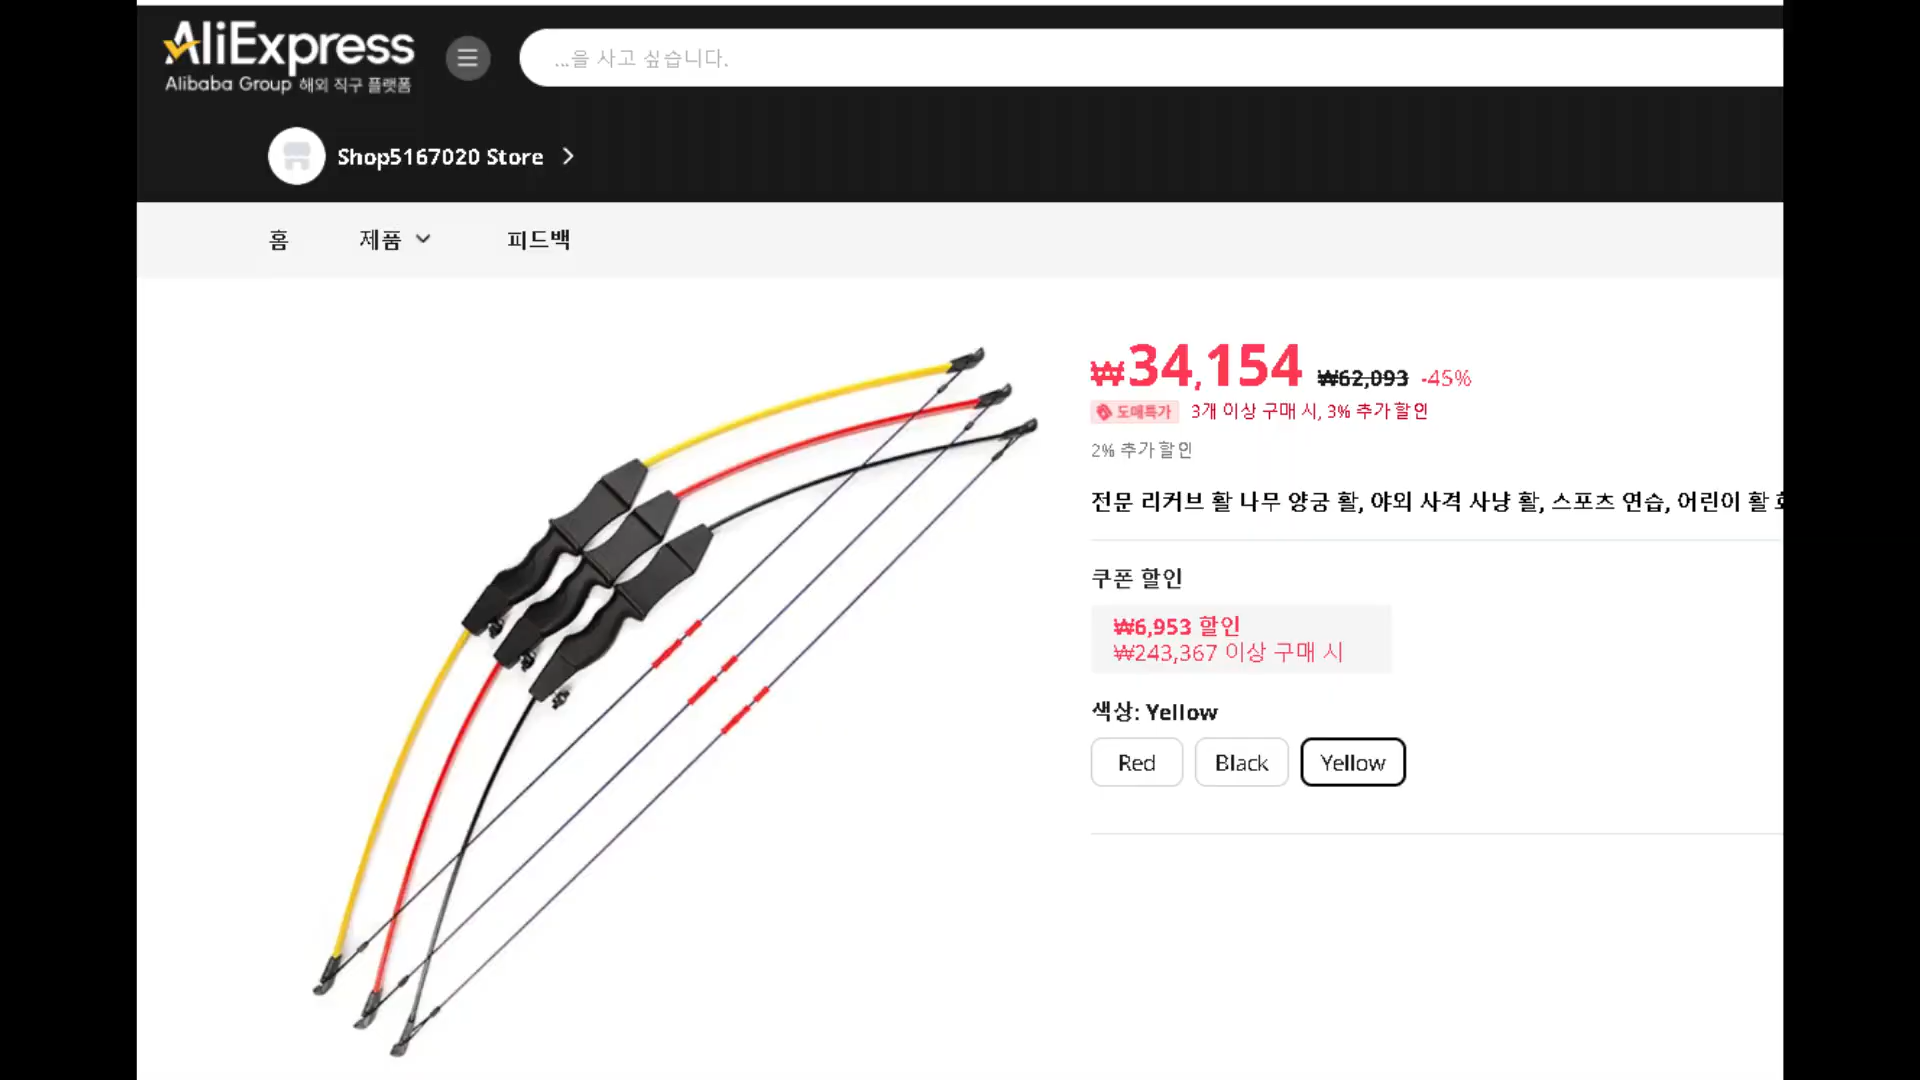 AliExpress
Alibaba Group 해외 직구 플랫폼
...을 사고 싶습니다.
Shop5167020 Store
홈 제품 피드백
₩34,154 ₩62,093 -45%
도매특가 3개 이상 구매 시, 3% 추가 할인
2% 추가 할인
전문 리커브 활 나무 양궁 활, 야외 사격 사냥 활, 스포츠 연습, 어린이 활
쿠폰 할인
₩6,953 할인
₩243,367 이상 구매 시
색상: Yellow
Red Black Yellow